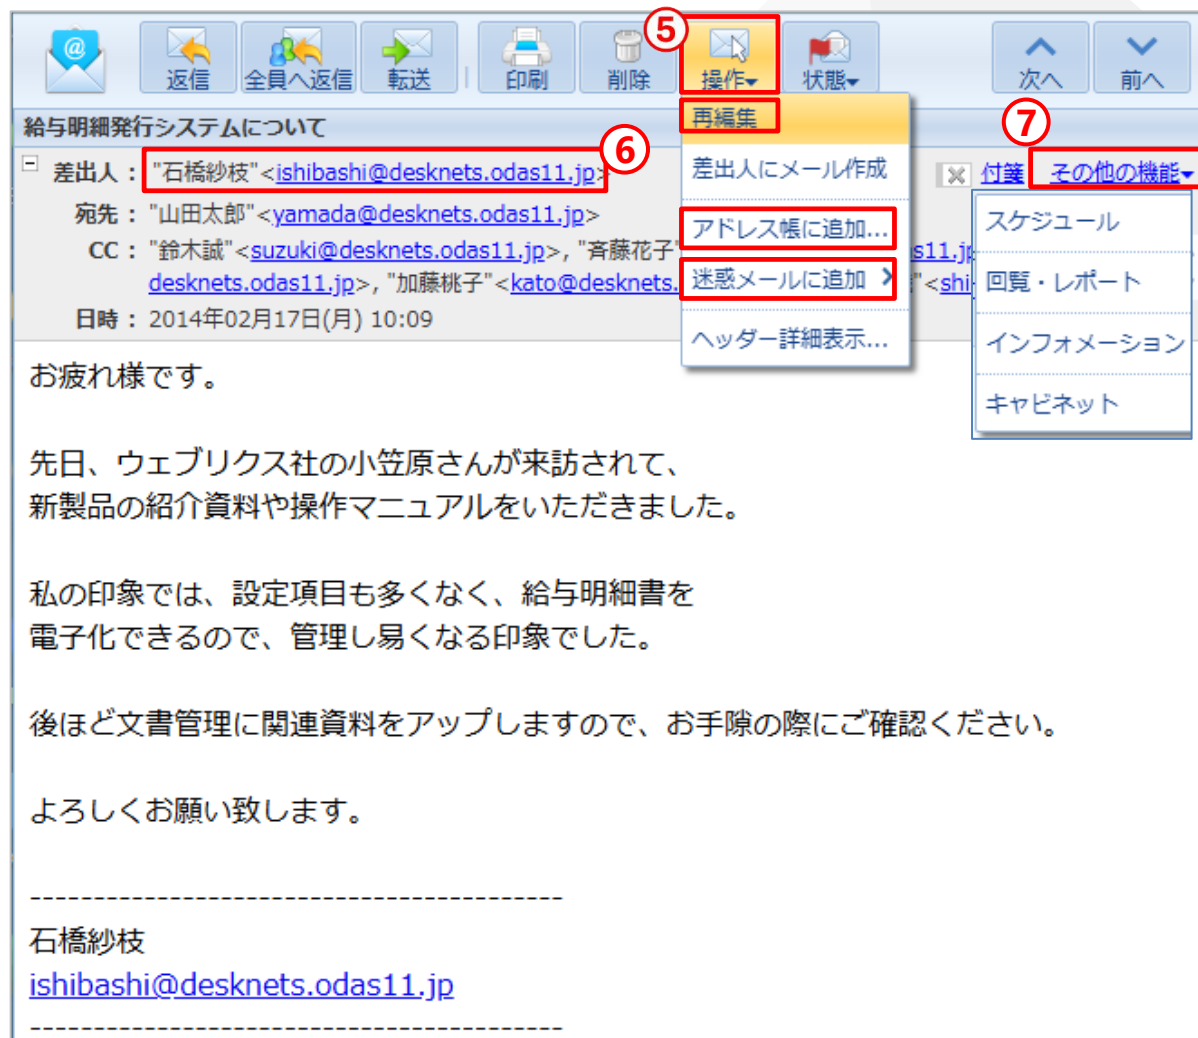 ⑤
返信 全員へ返信 転送 印刷 削除 操作▾ 状態▾ 次へ 前へ
給与明細発行システムについて
再編集
差出人にメール作成
アドレス帳に追加...
迷惑メールに追加
ヘッダー詳細表示...
⑥
⑦
差出人： "石橋紗枝"<ishibashi@desknets.odas11.jp>
付箋 その他の機能▾
スケジュール
回覧・レポート
インフォメーション
キャビネット
宛先： "山田太郎"<yamada@desknets.odas11.jp>
CC： "鈴木誠"<suzuki@desknets.odas11.jp>, "斉藤花子" s11.jp
desknets.odas11.jp>, "加藤桃子"<kato@desknets. "<shi
日時： 2014年02月17日(月) 10:09
お疲れ様です。
先日、ウェブリクス社の小笠原さんが来訪されて、
新製品の紹介資料や操作マニュアルをいただきました。
私の印象では、設定項目も多くなく、給与明細書を
電子化できるので、管理し易くなる印象でした。
後ほど文書管理に関連資料をアップしますので、お手隙の際にご確認ください。
よろしくお願い致します。
-----------------------------------------
石橋紗枝
ishibashi@desknets.odas11.jp
-----------------------------------------